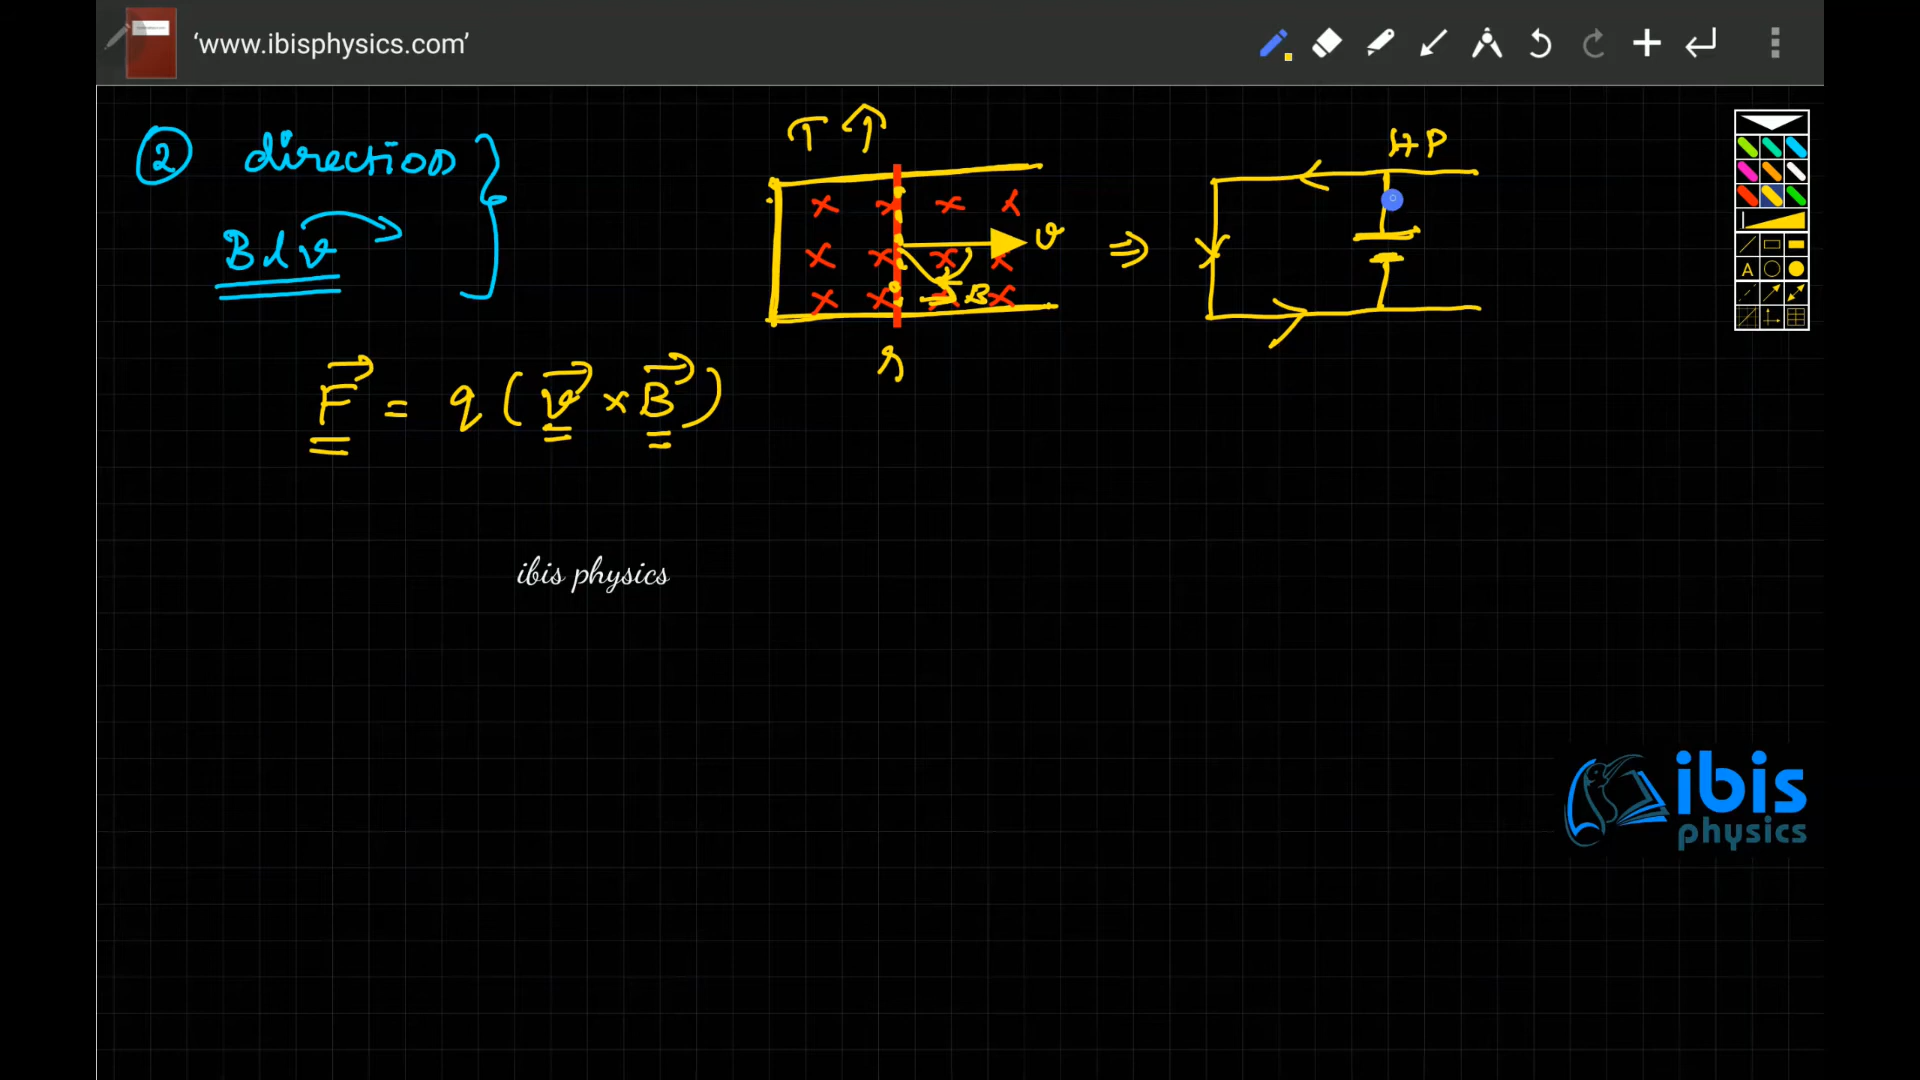 ‘www.ibisphysics.com’
② direction
Blv
v
B
⇒
HP
F = q ( v × B )
ibis physics
A
ibis
physics